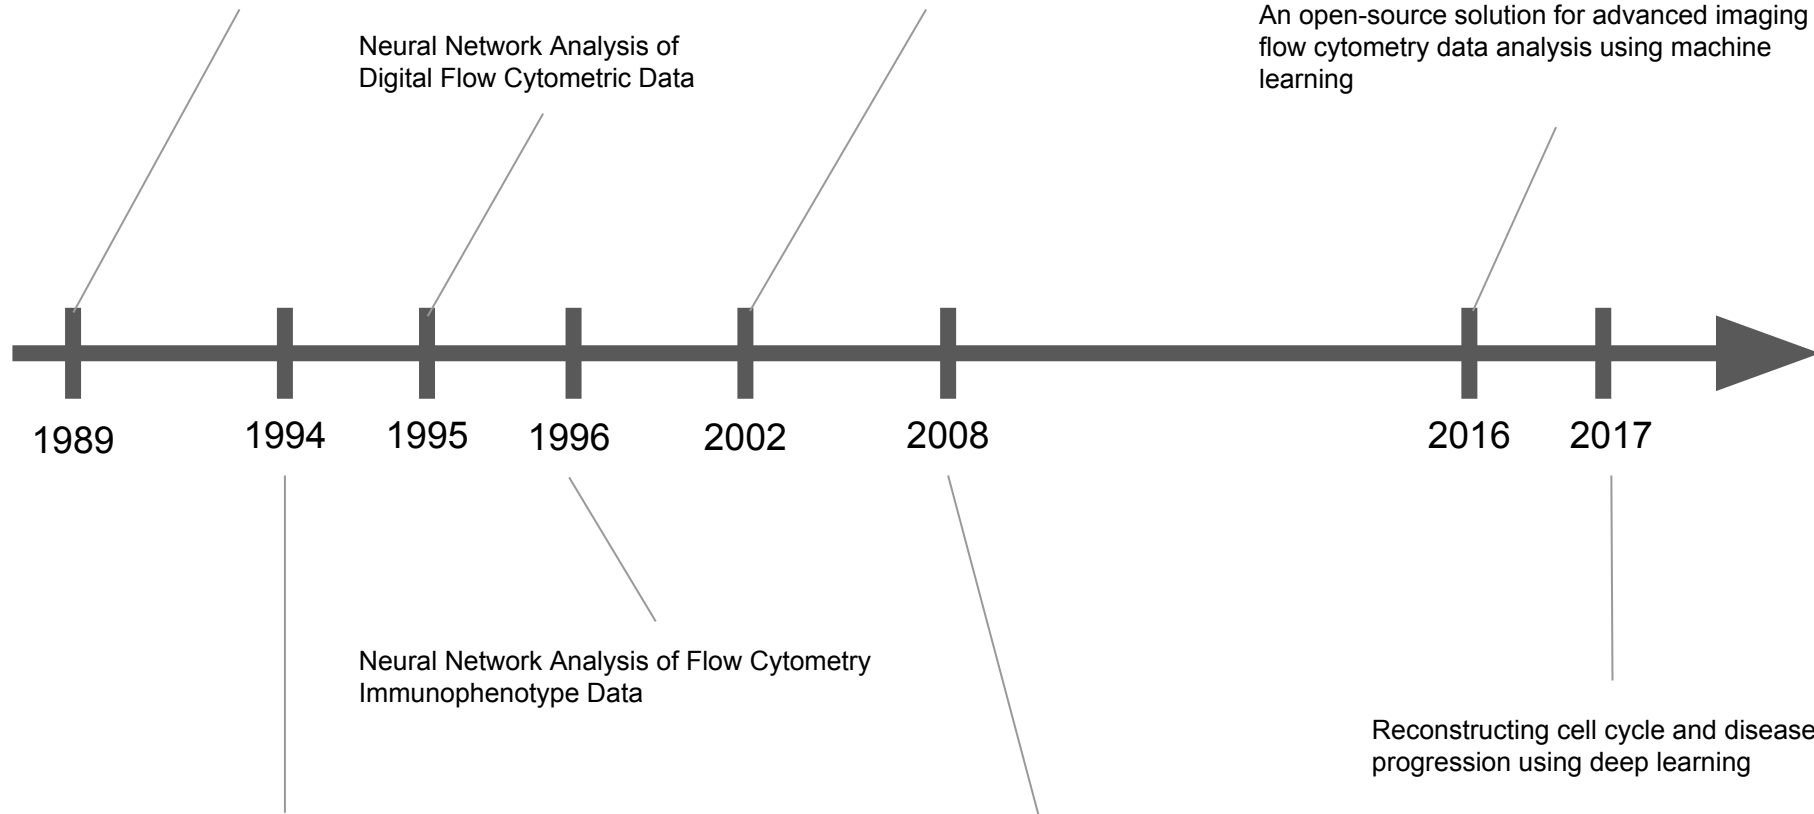 An open-source solution for advanced imaging
flow cytometry data analysis using machine
learning
Neural Network Analysis of
Digital Flow Cytometric Data
1989
1994
1995
1996
2002
2008
2016
2017
Neural Network Analysis of Flow Cytometry
Immunophenotype Data
Reconstructing cell cycle and disease
progression using deep learning